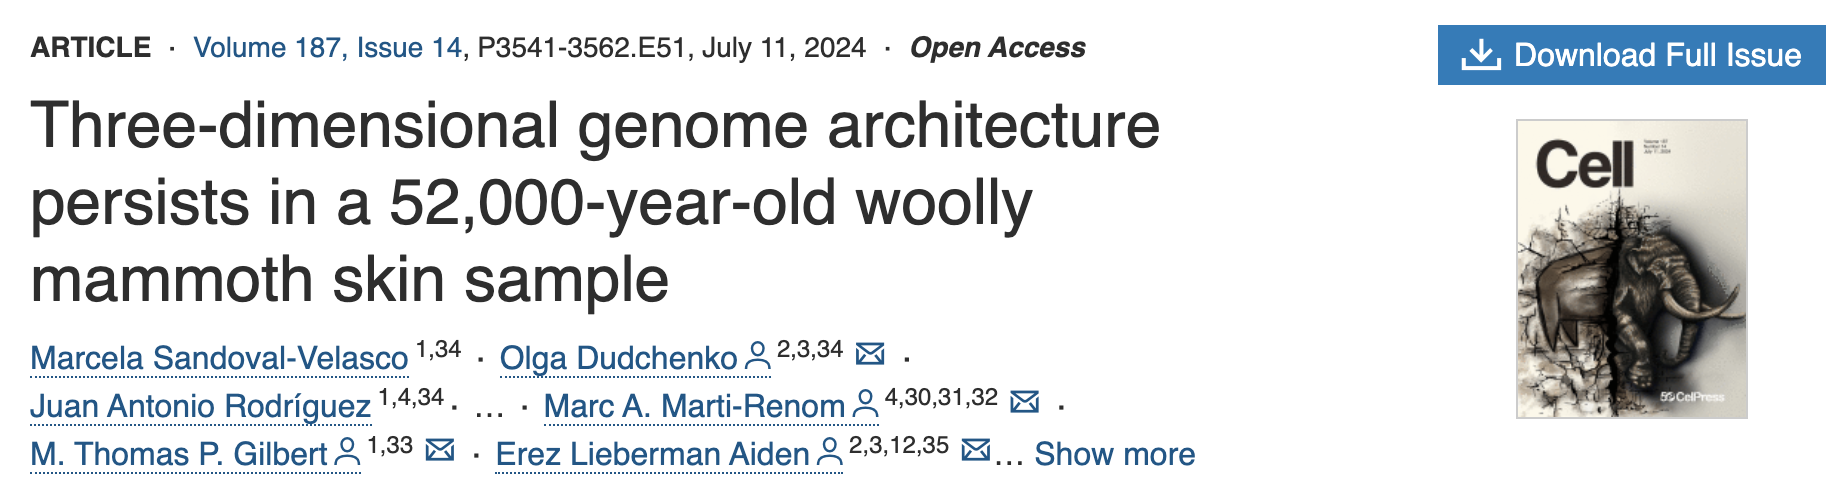 ARTICLE · Volume 187, Issue 14, P3541-3562.E51, July 11, 2024 · Open Access
Download Full Issue
Three-dimensional genome architecture
persists in a 52,000-year-old woolly
mammoth skin sample
Marcela Sandoval-Velasco 1,34 · Olga Dudchenko 2,3,34 ·
Juan Antonio Rodríguez 1,4,34 · ... · Marc A. Marti-Renom 4,30,31,32 ·
M. Thomas P. Gilbert 1,33 · Erez Lieberman Aiden 2,3,12,35 ... Show more
Cell
CellPress